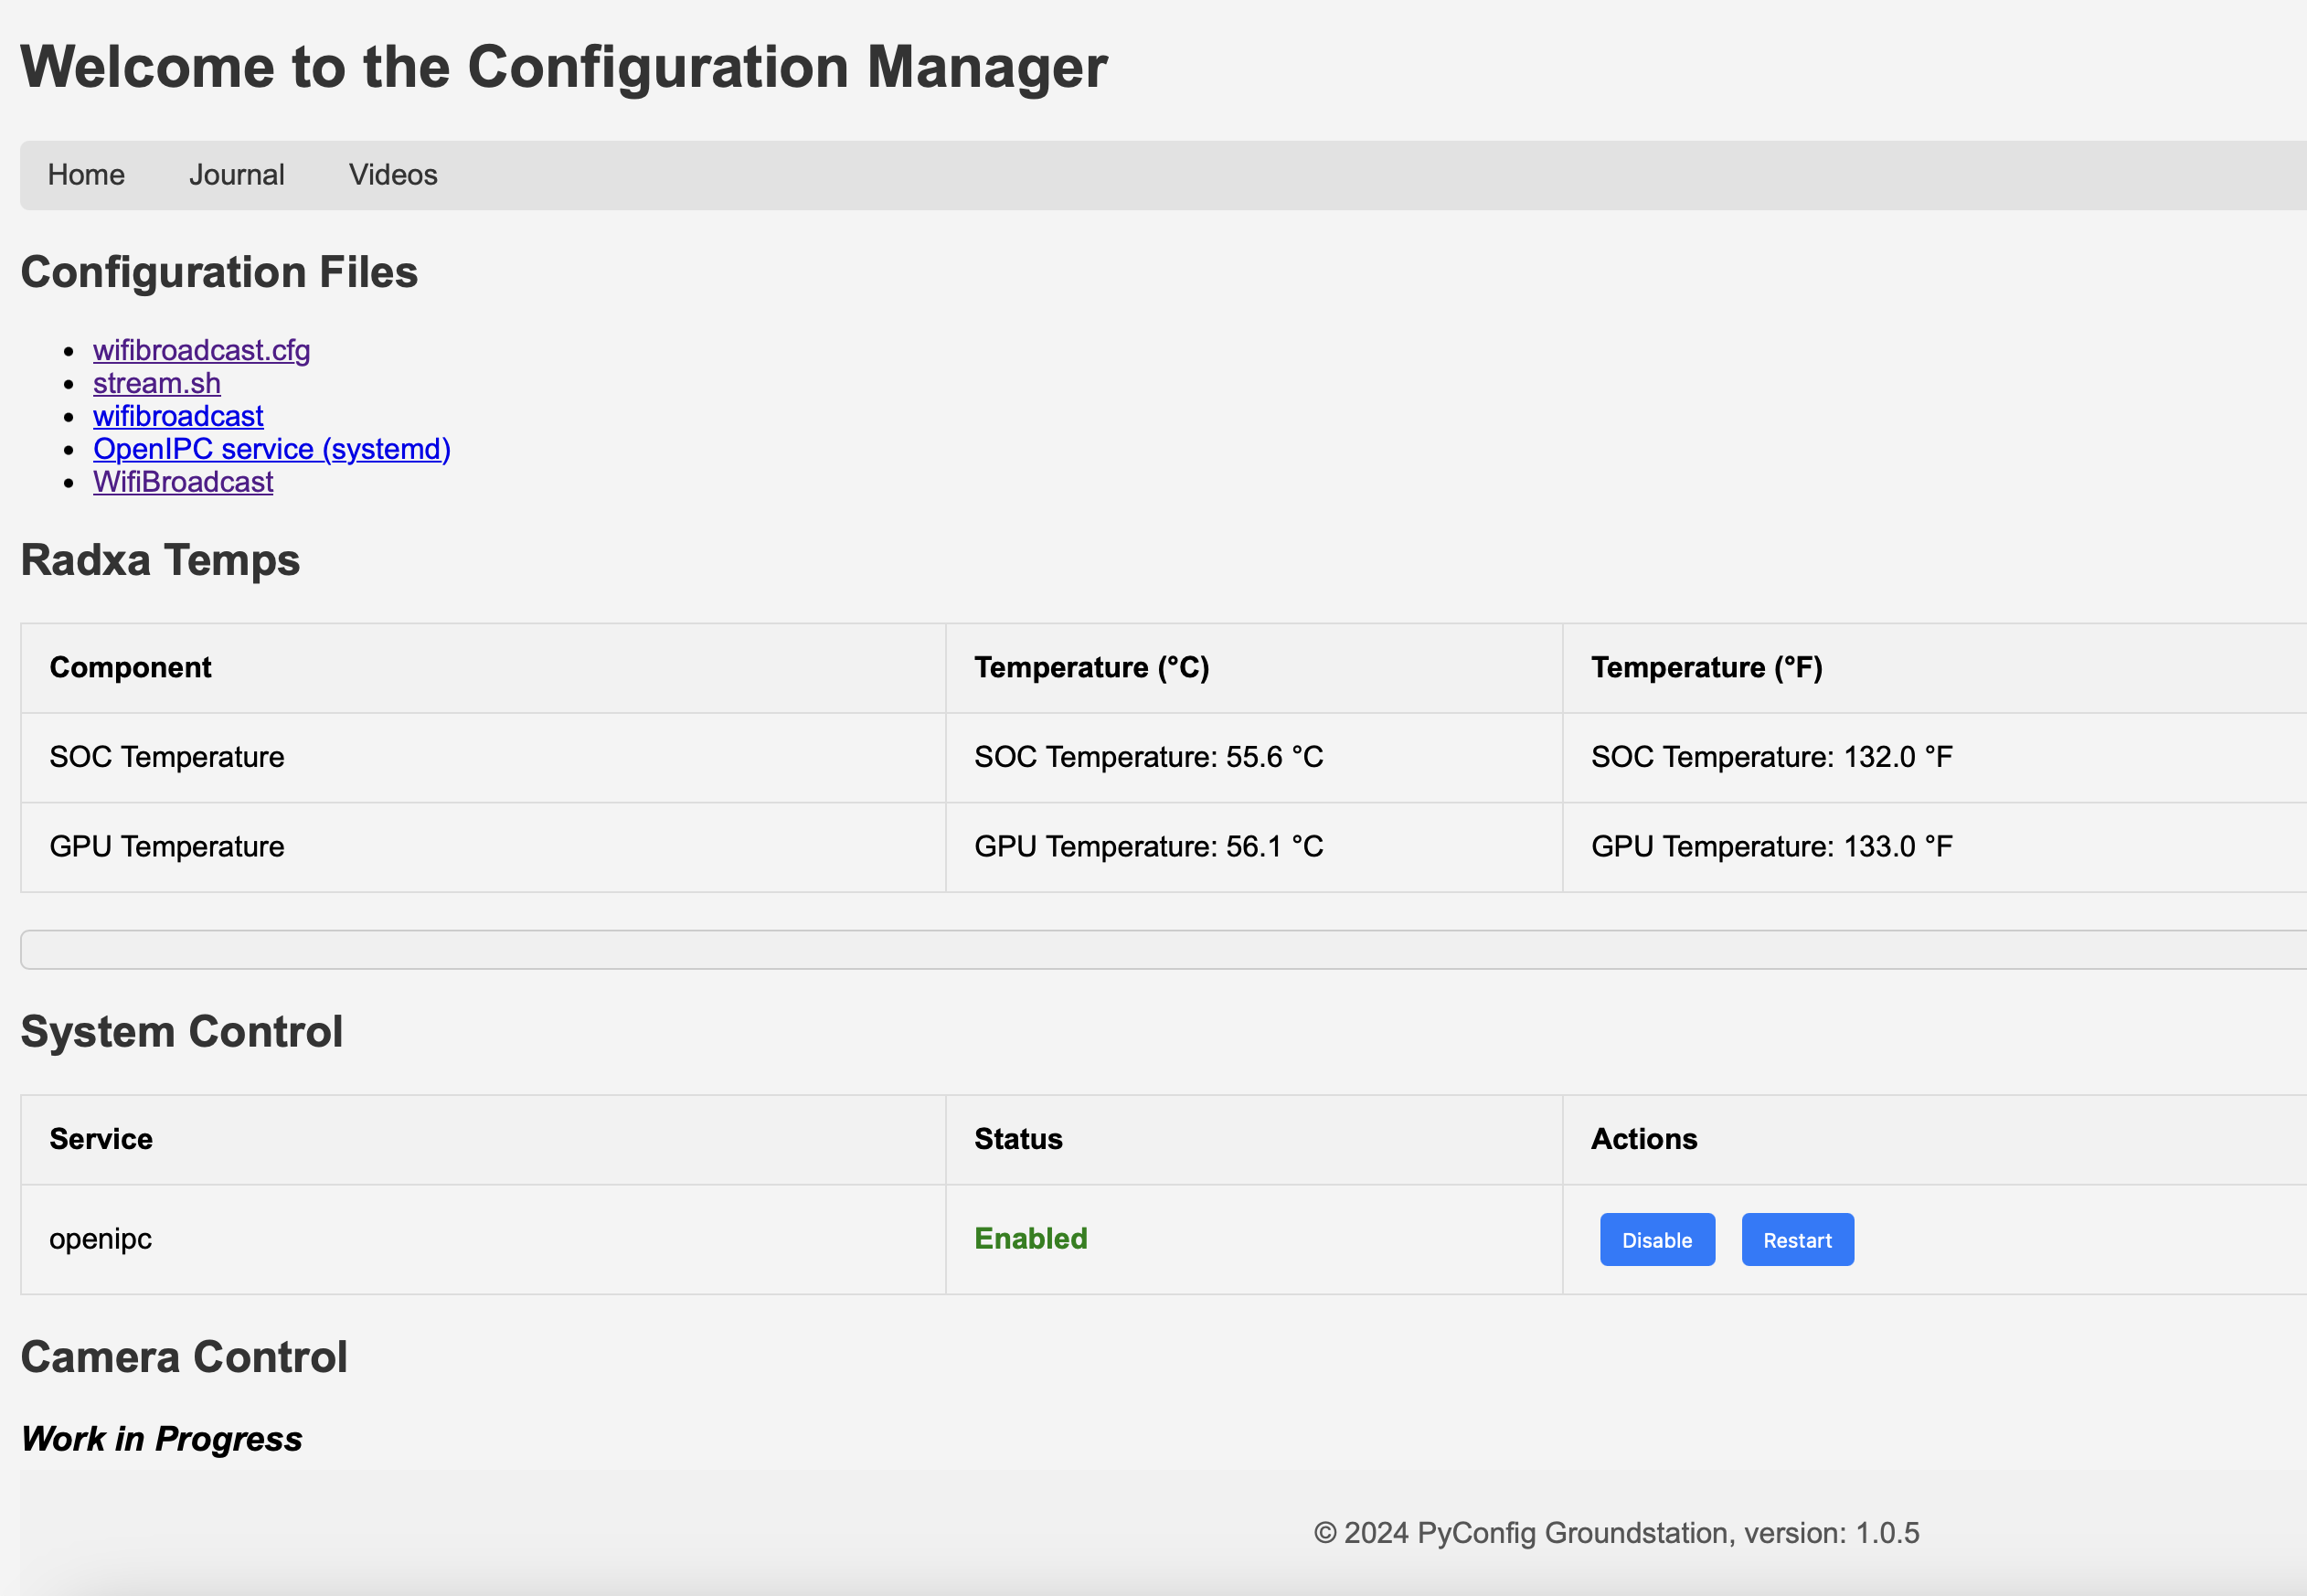 Welcome to the Configuration Manager
Home Journal Videos
Configuration Files
wifibroadcast.cfg
stream.sh
wifibroadcast
OpenIPC service (systemd)
WifiBroadcast
Radxa Temps
Component Temperature (°C) Temperature (°F)
SOC Temperature SOC Temperature: 55.6 °C SOC Temperature: 132.0 °F
GPU Temperature GPU Temperature: 56.1 °C GPU Temperature: 133.0 °F
System Control
Service Status Actions
openipc Enabled Disable Restart
Camera Control
Work in Progress
© 2024 PyConfig Groundstation, version: 1.0.5